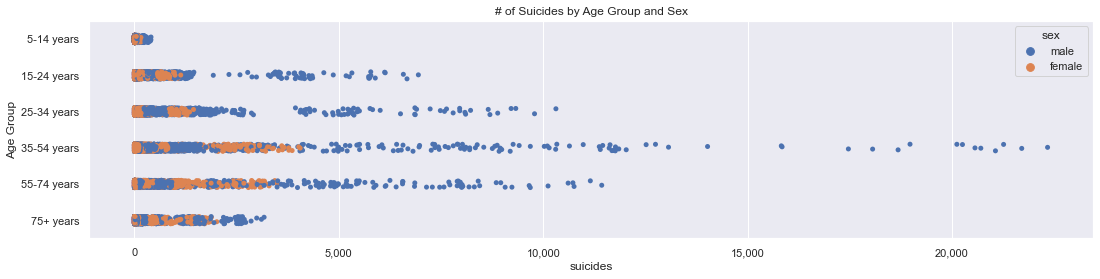 # of Suicides by Age Group and Sex
sex
male
female
Age Group
5-14 years
15-24 years
25-34 years
35-54 years
55-74 years
75+ years
0
5,000
10,000
15,000
20,000
suicides